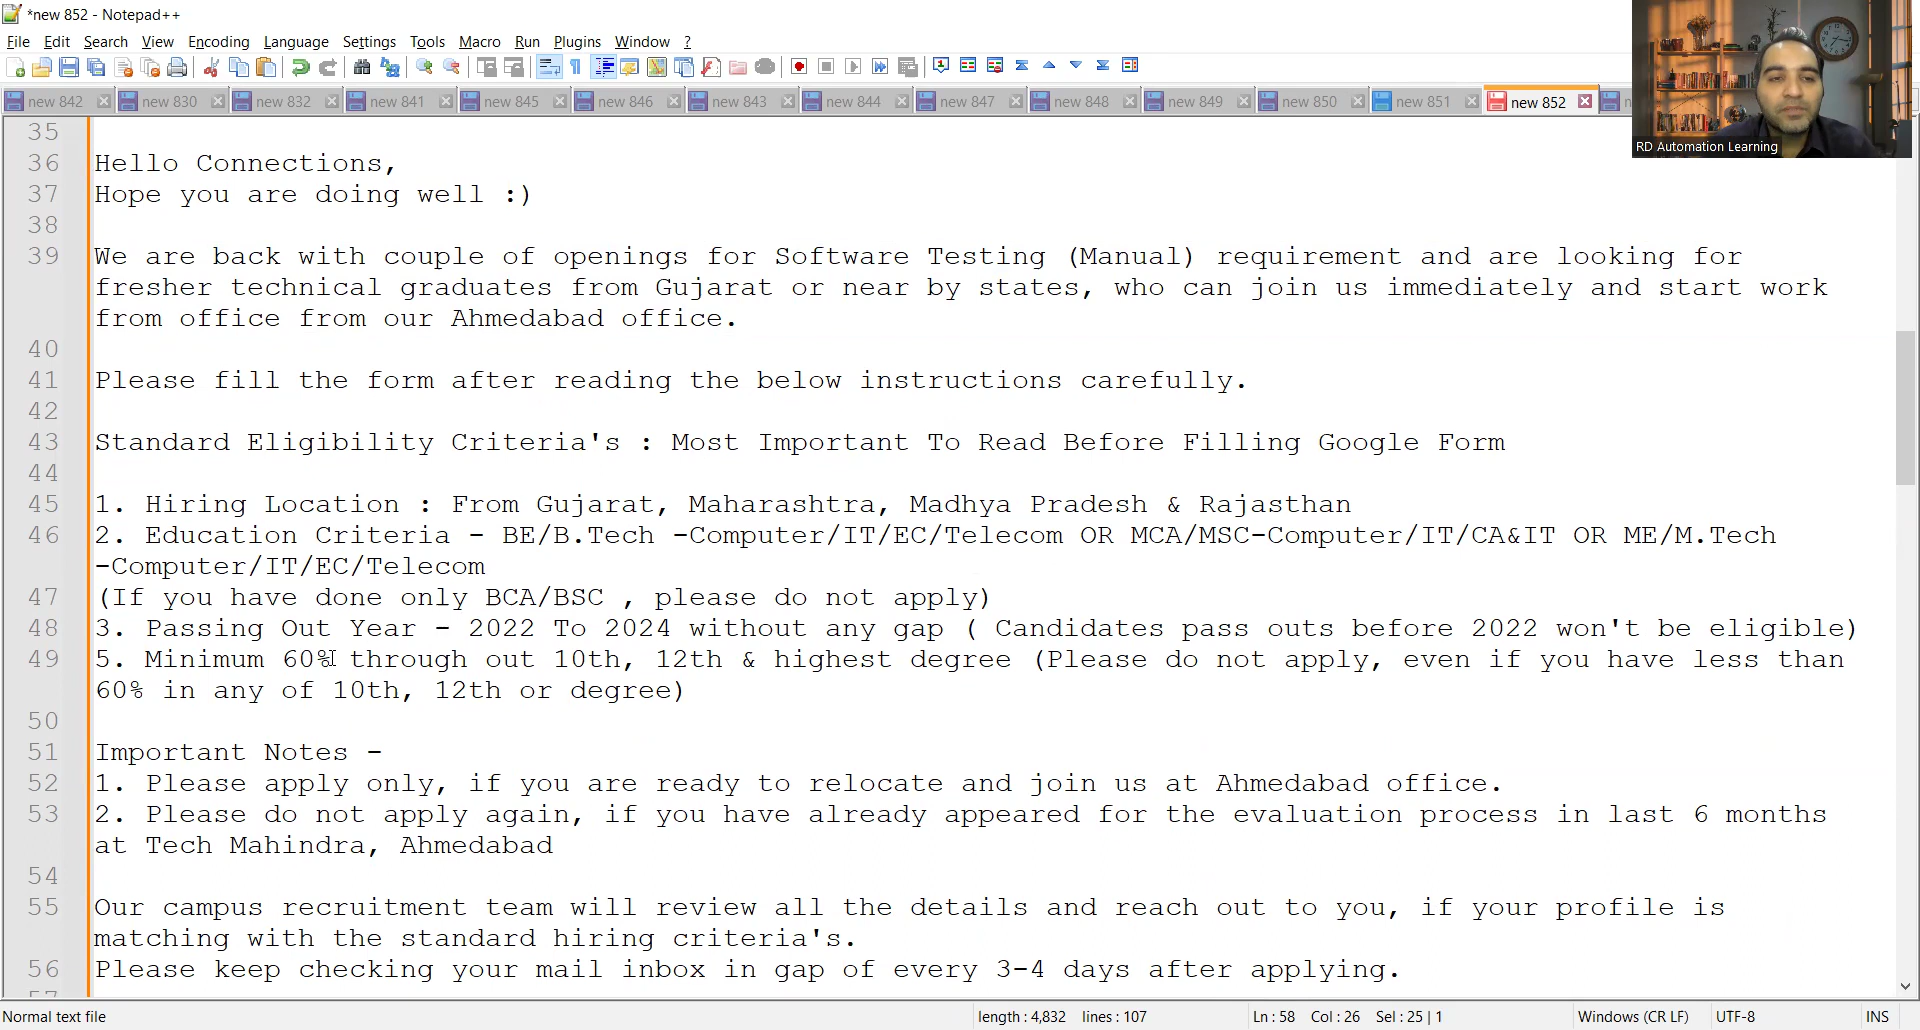 *new 852 - Notepad++
File Edit Search View Encoding Language Settings Tools Macro Run Plugins Window ?
new 842 new 830 new 832 new 841 new 845 new 846 new 843 new 844 new 847 new 848 new 849 new 850 new 851 new 852
RD Automation Learning
35
36 Hello Connections,
37 Hope you are doing well :)
38
39 We are back with couple of openings for Software Testing (Manual) requirement and are looking for
fresher technical graduates from Gujarat or near by states, who can join us immediately and start work
from office from our Ahmedabad office.
40
41 Please fill the form after reading the below instructions carefully.
42
43 Standard Eligibility Criteria's : Most Important To Read Before Filling Google Form
44
45 1. Hiring Location : From Gujarat, Maharashtra, Madhya Pradesh & Rajasthan
46 2. Education Criteria - BE/B.Tech -Computer/IT/EC/Telecom OR MCA/MSC-Computer/IT/CA&IT OR ME/M.Tech
-Computer/IT/EC/Telecom
47 (If you have done only BCA/BSC , please do not apply)
48 3. Passing Out Year - 2022 To 2024 without any gap ( Candidates pass outs before 2022 won't be eligible)
49 5. Minimum 60% through out 10th, 12th & highest degree (Please do not apply, even if you have less than
60% in any of 10th, 12th or degree)
50
51 Important Notes -
52 1. Please apply only, if you are ready to relocate and join us at Ahmedabad office.
53 2. Please do not apply again, if you have already appeared for the evaluation process in last 6 months
at Tech Mahindra, Ahmedabad
54
55 Our campus recruitment team will review all the details and reach out to you, if your profile is
matching with the standard hiring criteria's.
56 Please keep checking your mail inbox in gap of every 3-4 days after applying.
Normal text file length : 4,832 lines : 107 Ln : 58 Col : 26 Sel : 25 | 1 Windows (CR LF) UTF-8 INS